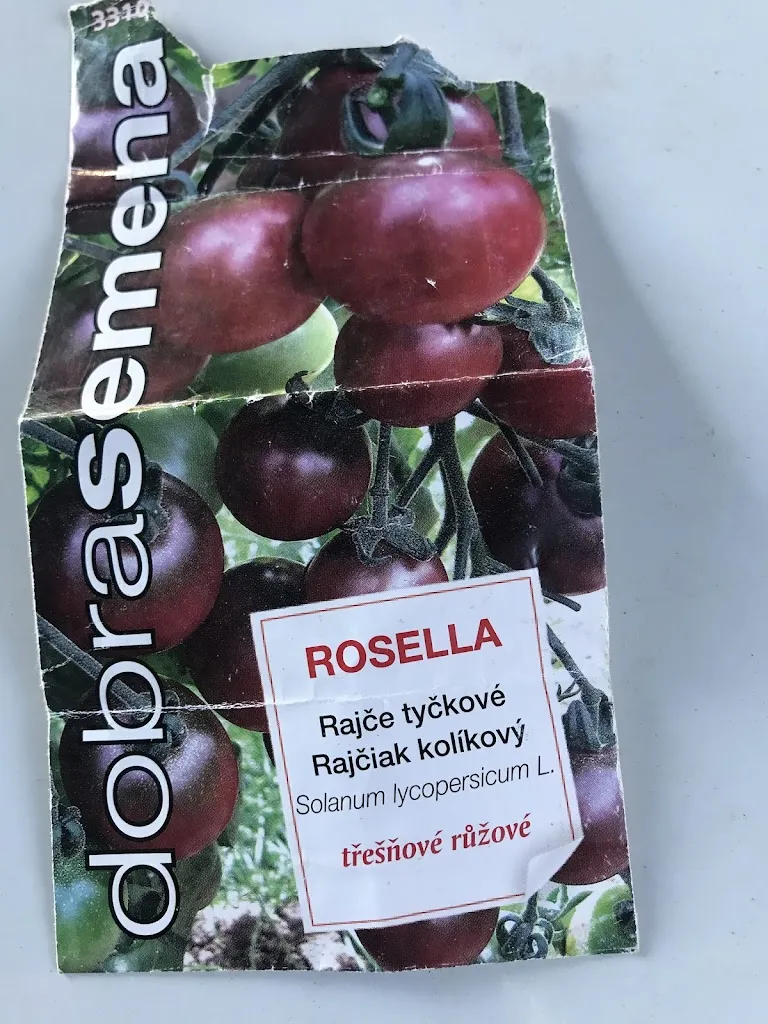 3310
dobrasemena
ROSELLA
Rajče tyčkové
Rajčiak kolíkový
Solanum lycopersicum L.
třešňové růžové